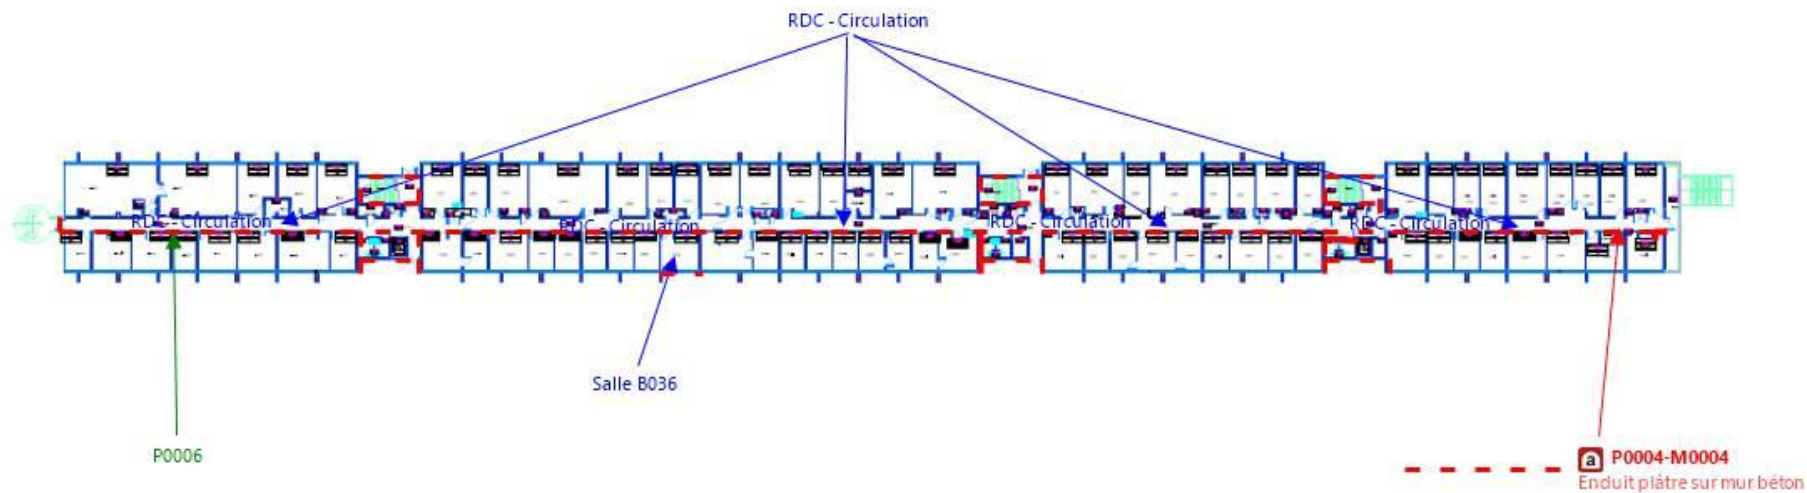 RDC - Circulation
RDC - Circulation
RDC - Circulation
RDC - Circulation
RDC - Circulation
Salle B036
P0006
a P0004-M0004
Enduit plâtre sur mur béton